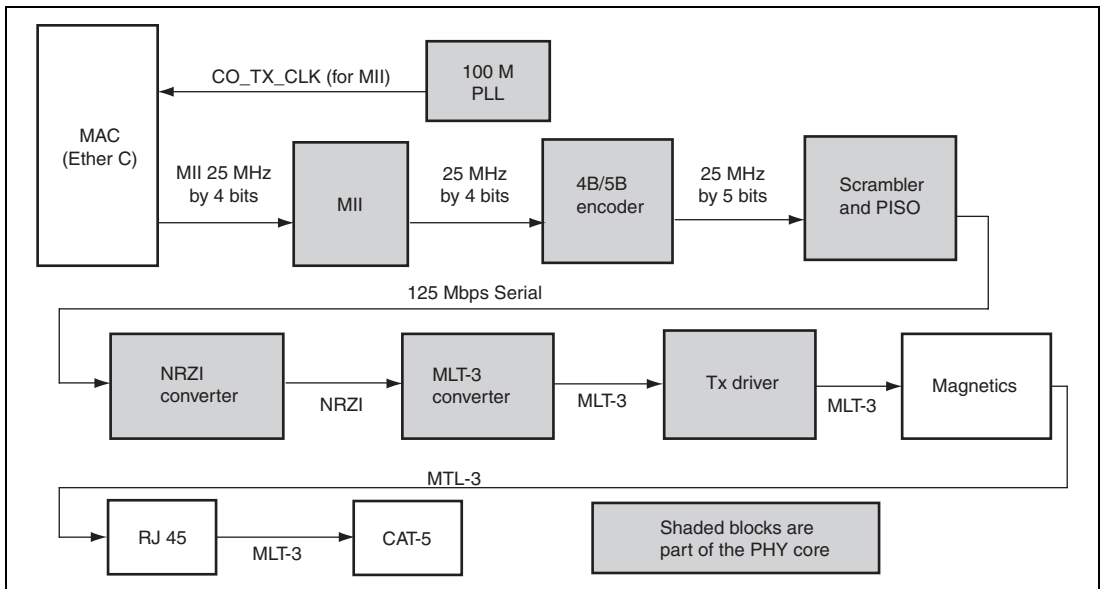 100 M
PLL
CO_TX_CLK (for MII)
MAC
(Ether C)
MII 25 MHz
by 4 bits
MII
25 MHz
by 4 bits
4B/5B
encoder
25 MHz
by 5 bits
Scrambler
and PISO
125 Mbps Serial
NRZI
converter
NRZI
MLT-3
converter
MLT-3
Tx driver
MLT-3
Magnetics
MTL-3
RJ 45
MLT-3
CAT-5
Shaded blocks are
part of the PHY core